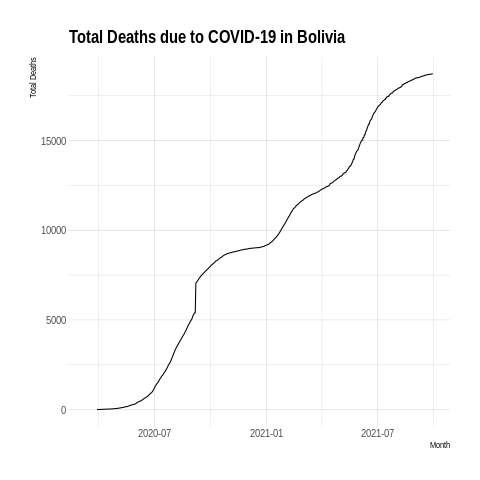 Total Deaths due to COVID-19 in Bolivia
Total Deaths
15000
10000
5000
0
2020-07 2021-01 2021-07
Month